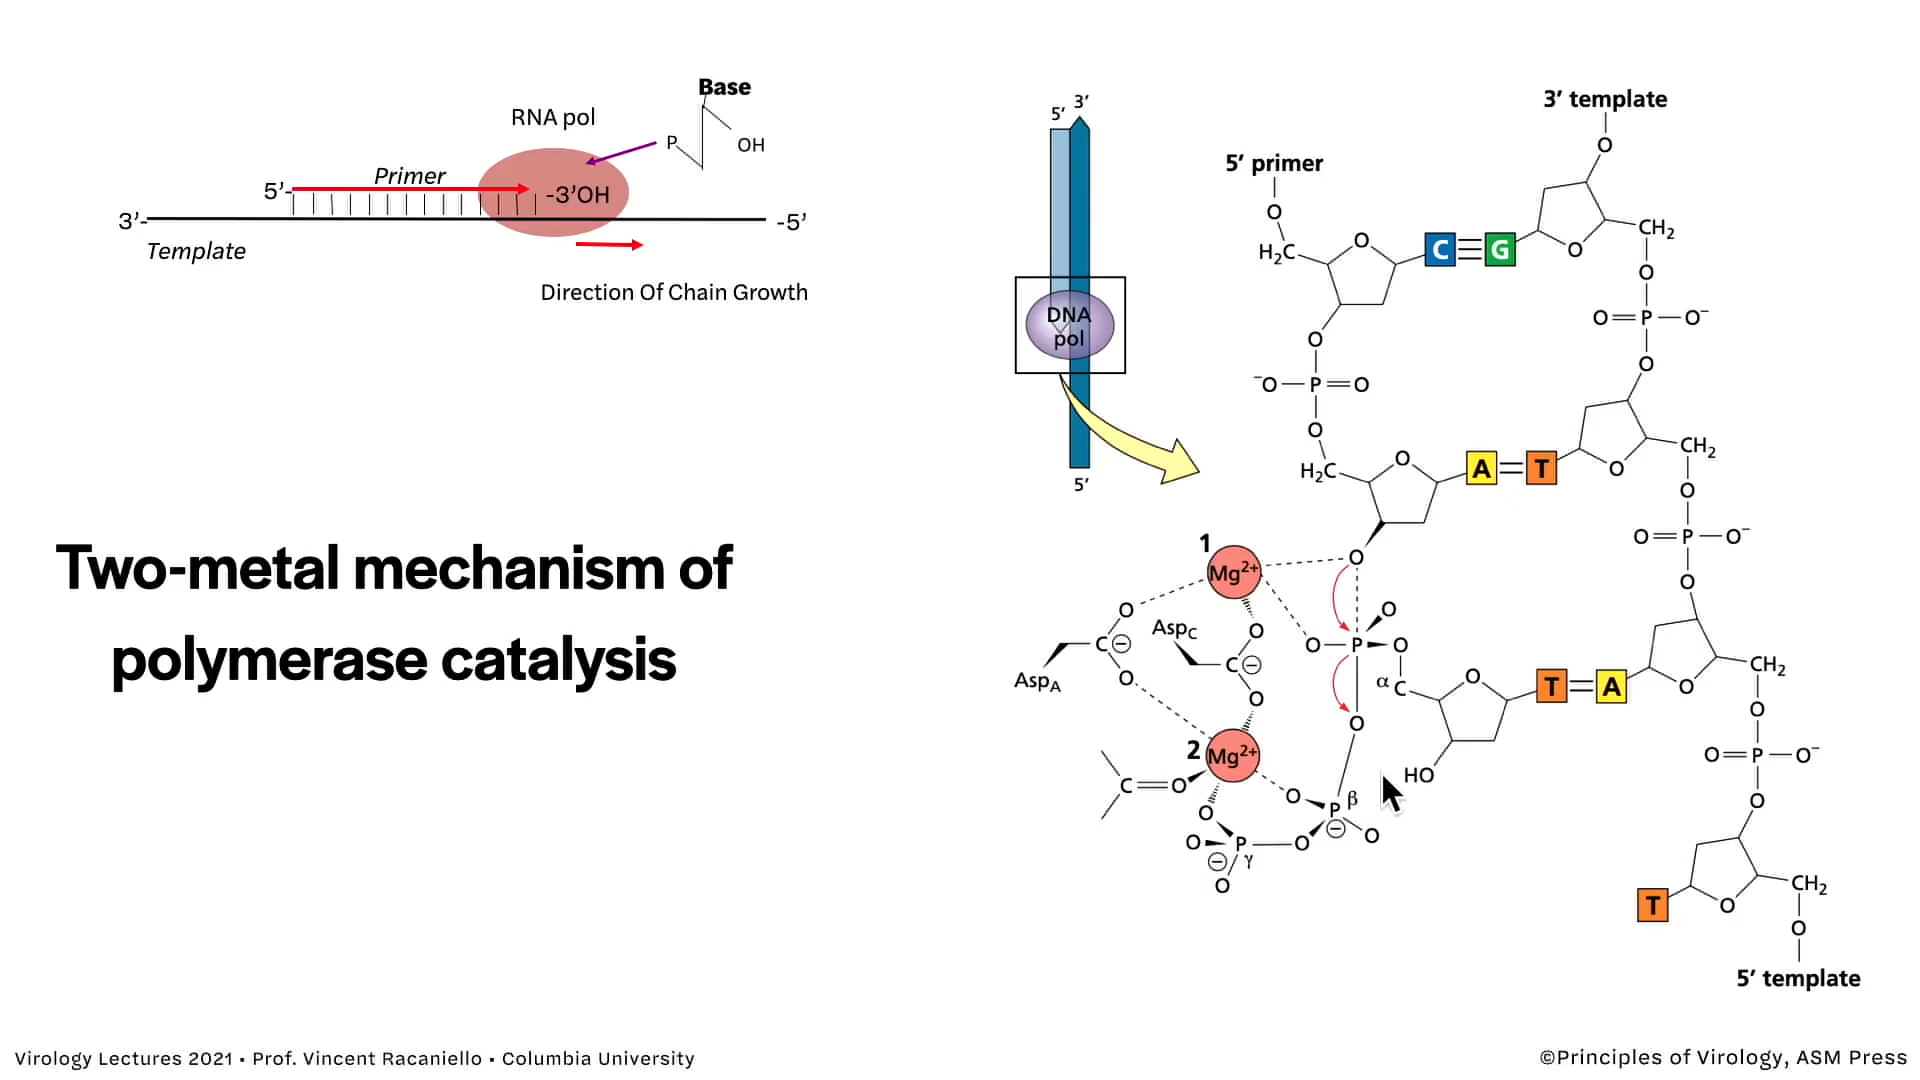 Base
RNA pol
P
OH
Primer
5’-
-3’OH
3’-
-5’
Template
Direction Of Chain Growth
Two-metal mechanism of
polymerase catalysis
5’ 3’
DNA
pol
5’
3’ template
O
5’ primer
O
H₂C
O
C
G
O
CH₂
O
O
O=P—O⁻
O
⁻O—P=O
O
O
H₂C
O
A
T
O
CH₂
O
O=P—O⁻
O
1
Mg²⁺
O
O
O
Asp_C
O
C⊖
O—P—O
Asp_A
C⊖
O
O
α
C
O
T
A
O
CH₂
O
2
Mg²⁺
O
HO
O=P—O⁻
C=O
O
O
P
β
⊖
O
O
O
P
γ
O
⊖
O
T
O
CH₂
O
5’ template
Virology Lectures 2021 • Prof. Vincent Racaniello • Columbia University
©Principles of Virology, ASM Press